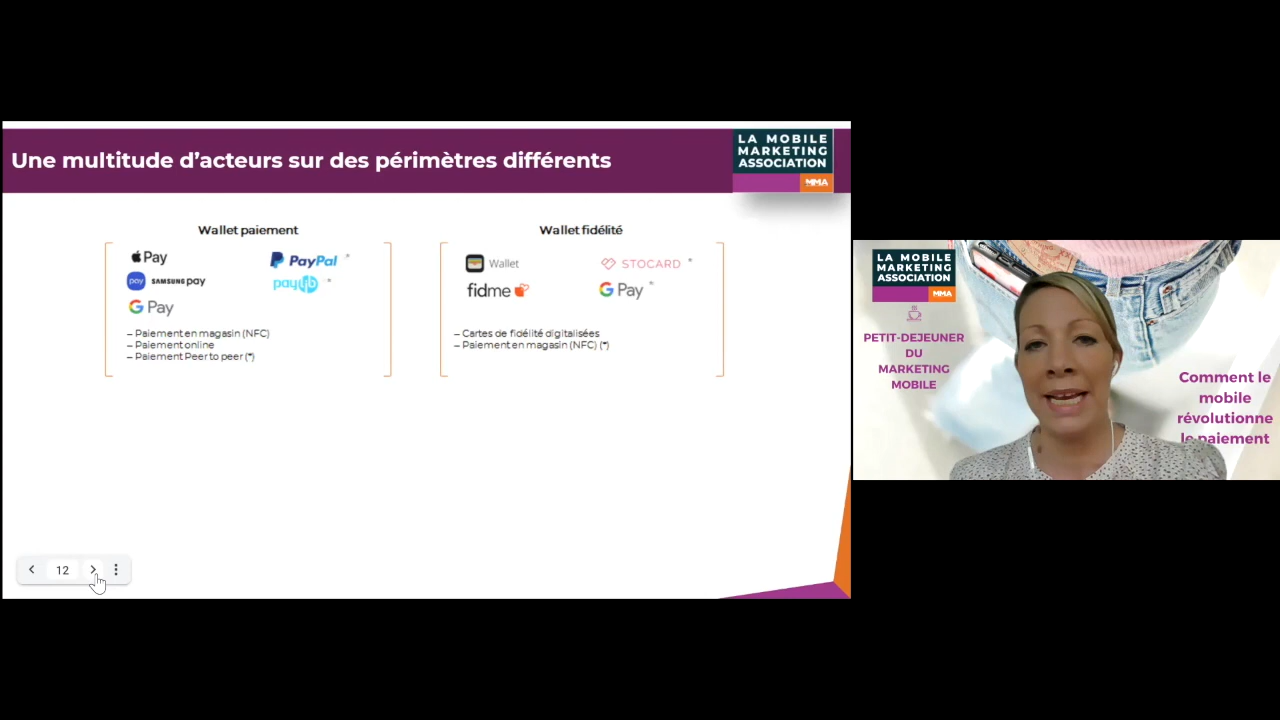 Une multitude d'acteurs sur des périmètres différents
LA MOBILE
MARKETING
ASSOCIATION
MMA
Wallet paiement
Pay
PayPal *
pay SAMSUNG pay
paylib *
G Pay
– Paiement en magasin (NFC)
– Paiement online
– Paiement Peer to peer (*)
Wallet fidélité
Wallet
STOCARD *
fidme
G Pay *
– Cartes de fidélité digitalisées
– Paiement en magasin (NFC) (*)
12
LA MOBILE
MARKETING
ASSOCIATION
MMA
PETIT-DEJEUNER
DU
MARKETING
MOBILE
Comment le
mobile
révolutionne
le paiement